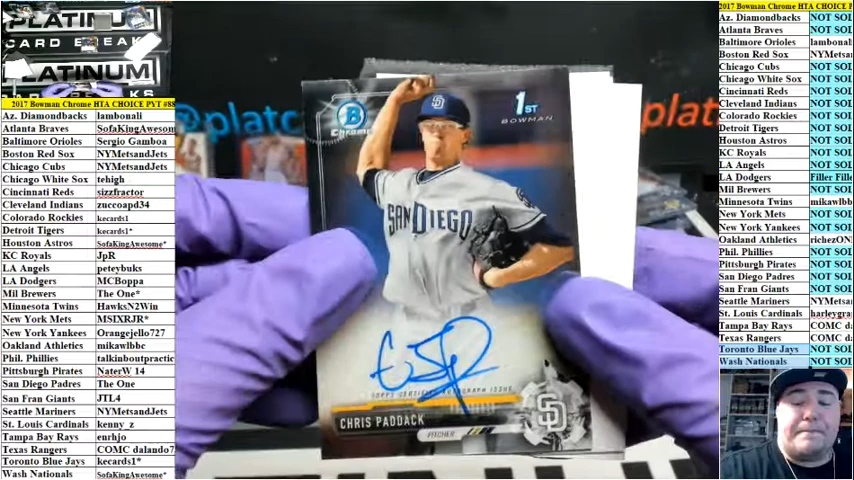 PLATINUM
CARD BREAK
PLATINUM
2017 Bowman Chrome HTA CHOICE PYT #88
Az. Diamondbacks lambonali
Atlanta Braves SofaKingAwesom
Baltimore Orioles Sergio Gamboa
Boston Red Sox NYMetsandJets
Chicago Cubs NYMetsandJets
Chicago White Sox tehigh
Cincinnati Reds sizzfractor
Cleveland Indians zuccoapd34
Colorado Rockies kecards1
Detroit Tigers kecards1*
Houston Astros SofaKingAwesome*
KC Royals JpR
LA Angels peteybuks
LA Dodgers MCBoppa
Mil Brewers The One*
Minnesota Twins HawksN2Win
New York Mets MSIXRJR*
New York Yankees Orangejello727
Oakland Athletics mikawlbbc
Phil. Phillies talkinboutpractic
Pittsburgh Pirates NaterW 14
San Diego Padres The One
San Fran Giants JTL4
Seattle Mariners NYMetsandJets
St. Louis Cardinals kenny_z
Tampa Bay Rays enrhjo
Texas Rangers COMC dalando7
Toronto Blue Jays kecards1*
Wash Nationals SofaKingAwesome*
@platc
plat
B
Chrome
1ST
BOWMAN
SD
SAN DIEGO
TOPPS CERTIFIED AUTOGRAPH ISSUE
CHRIS PADDACK
PITCHER
SD
2017 Bowman Chrome HTA CHOICE P
Az. Diamondbacks NOT SOL
Atlanta Braves NOT SOL
Baltimore Orioles lambonali
Boston Red Sox NYMetsan
Chicago Cubs NOT SOL
Chicago White Sox NOT SOL
Cincinnati Reds NOT SOL
Cleveland Indians NOT SOL
Colorado Rockies NOT SOL
Detroit Tigers NOT SOL
Houston Astros NOT SOL
KC Royals NOT SOL
LA Angels NOT SOL
LA Dodgers Filler Fille
Mil Brewers NOT SOL
Minnesota Twins mikawlbb
New York Mets NOT SOL
New York Yankees NOT SOL
Oakland Athletics richeZON
Phil. Phillies NOT SOL
Pittsburgh Pirates NOT SOL
San Diego Padres NOT SOL
San Fran Giants NOT SOL
Seattle Mariners NYMetsan
St. Louis Cardinals harleygra
Tampa Bay Rays COMC da
Texas Rangers COMC da
Toronto Blue Jays NOT SOL
Wash Nationals NOT SOL